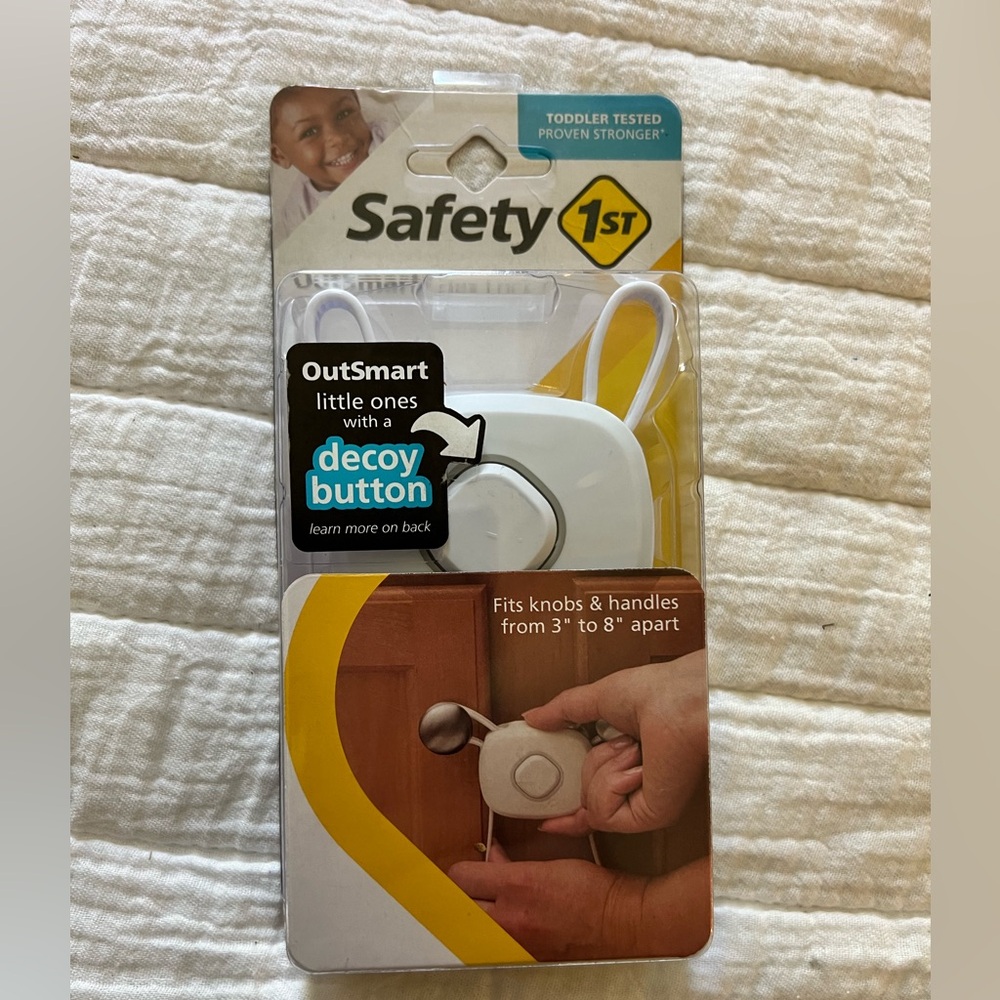 TODDLER TESTED
PROVEN STRONGER*
Safety 1ST
OutSmart
little ones
with a
decoy
button
learn more on back
Fits knobs & handles
from 3" to 8" apart